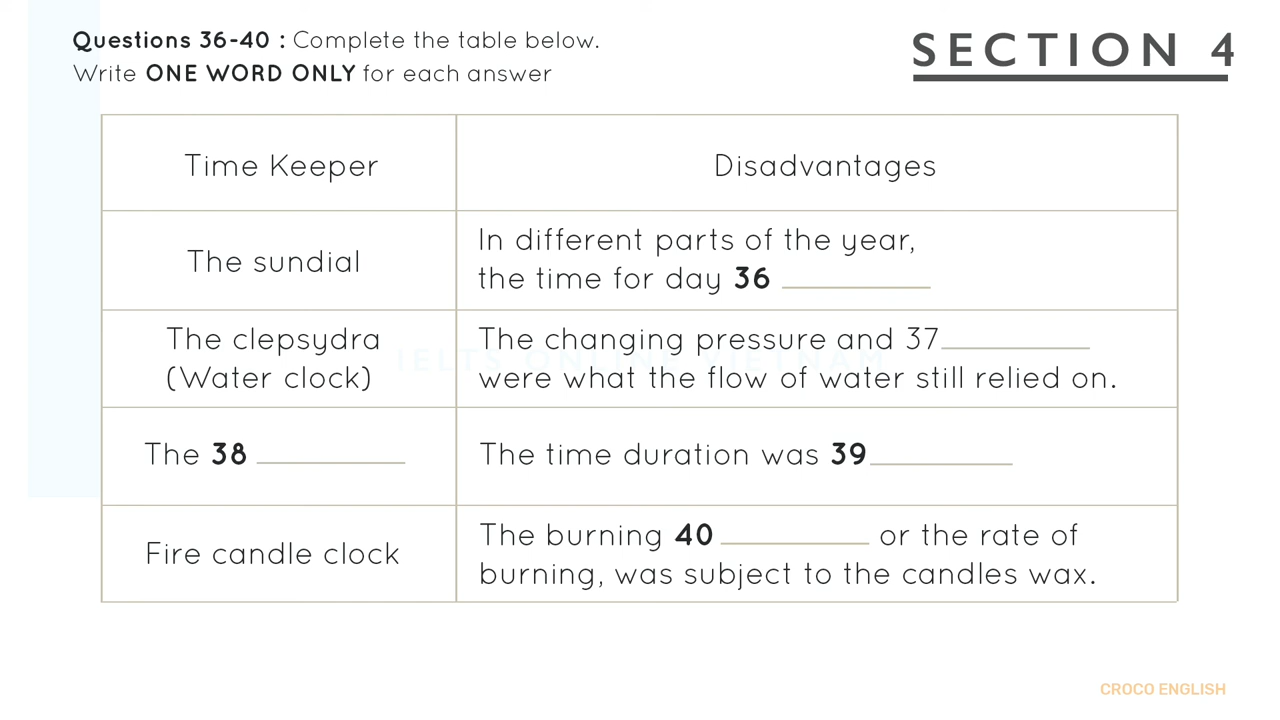 Questions 36-40 : Complete the table below.
Write ONE WORD ONLY for each answer
SECTION 4
Time Keeper
Disadvantages
The sundial
In different parts of the year,
the time for day 36 ________
The clepsydra
(Water clock)
The changing pressure and 37________
were what the flow of water still relied on.
IELTS ONLINE VIETNAM
The 38 ________
The time duration was 39________
Fire candle clock
The burning 40 ________ or the rate of
burning, was subject to the candles wax.
CROCO ENGLISH